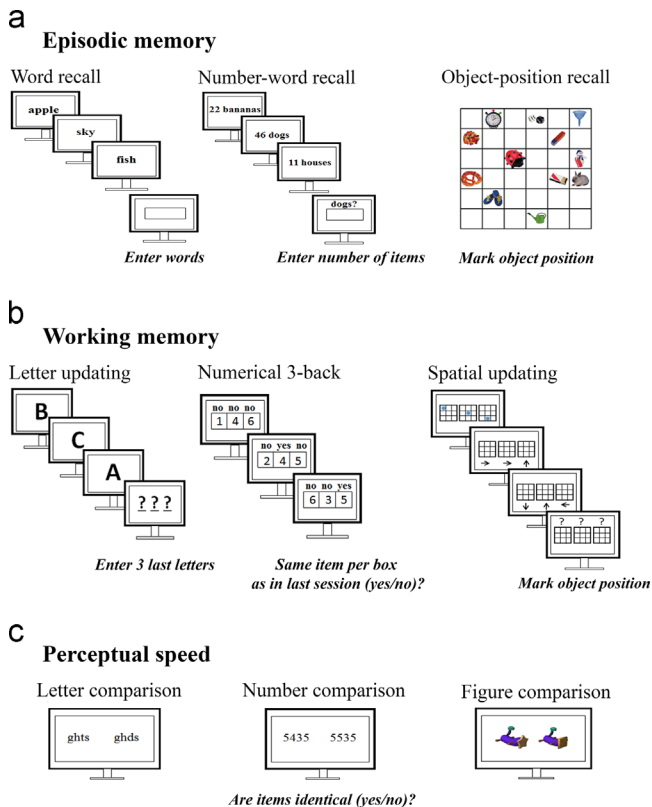 a
Episodic memory
Word recall
Number-word recall
Object-position recall
apple
sky
fish
22 bananas
46 dogs
11 houses
dogs?
Enter words
Enter number of items
Mark object position
b
Working memory
Letter updating
Numerical 3-back
Spatial updating
B
C
A
? ? ?
no no no
1 4 6
no yes no
2 4 5
no no yes
6 3 5
? ? ?
Enter 3 last letters
Same item per box
as in last session (yes/no)?
Mark object position
c
Perceptual speed
Letter comparison
Number comparison
Figure comparison
ghts ghds
5435 5535
Are items identical (yes/no)?